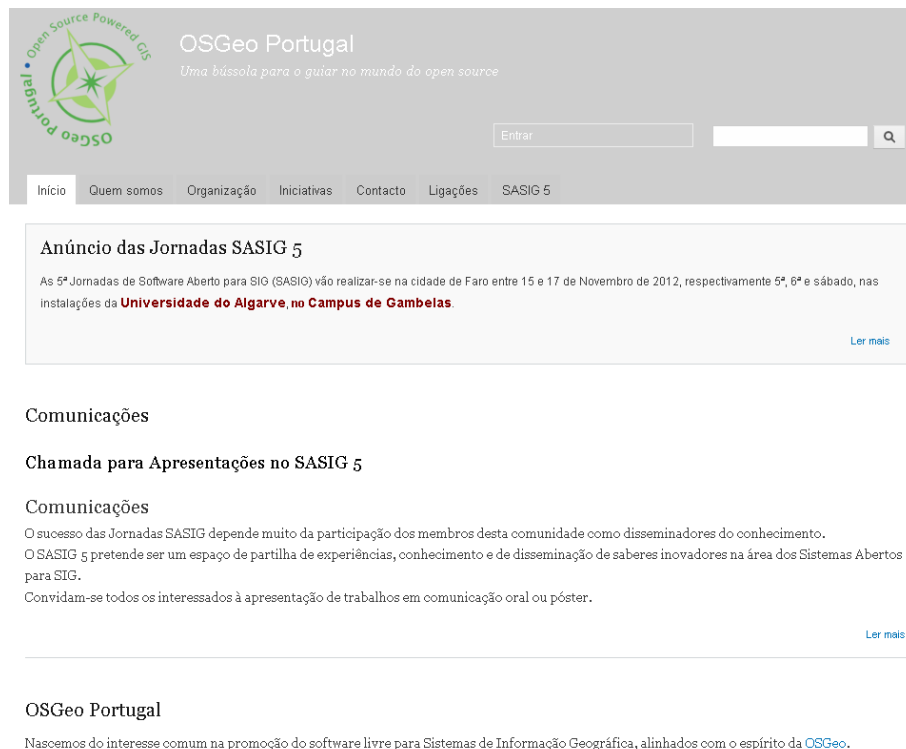 Open Source Powered GIS
OSGeo Portugal •
OSGeo Portugal
Uma bússola para o guiar no mundo do open source
Entrar
Início Quem somos Organização Iniciativas Contacto Ligações SASIG 5
Anúncio das Jornadas SASIG 5
As 5ª Jornadas de Software Aberto para SIG (SASIG) vão realizar-se na cidade de Faro entre 15 e 17 de Novembro de 2012, respectivamente 5ª, 6ª e sábado, nas
instalações da Universidade do Algarve, no Campus de Gambelas.
Ler mais
Comunicações
Chamada para Apresentações no SASIG 5
Comunicações
O sucesso das Jornadas SASIG depende muito da participação dos membros desta comunidade como disseminadores do conhecimento.
O SASIG 5 pretende ser um espaço de partilha de experiências, conhecimento e de disseminação de saberes inovadores na área dos Sistemas Abertos
para SIG.
Convidam-se todos os interessados à apresentação de trabalhos em comunicação oral ou póster.
Ler mais
OSGeo Portugal
Nascemos do interesse comum na promoção do software livre para Sistemas de Informação Geográfica, alinhados com o espírito da OSGeo.